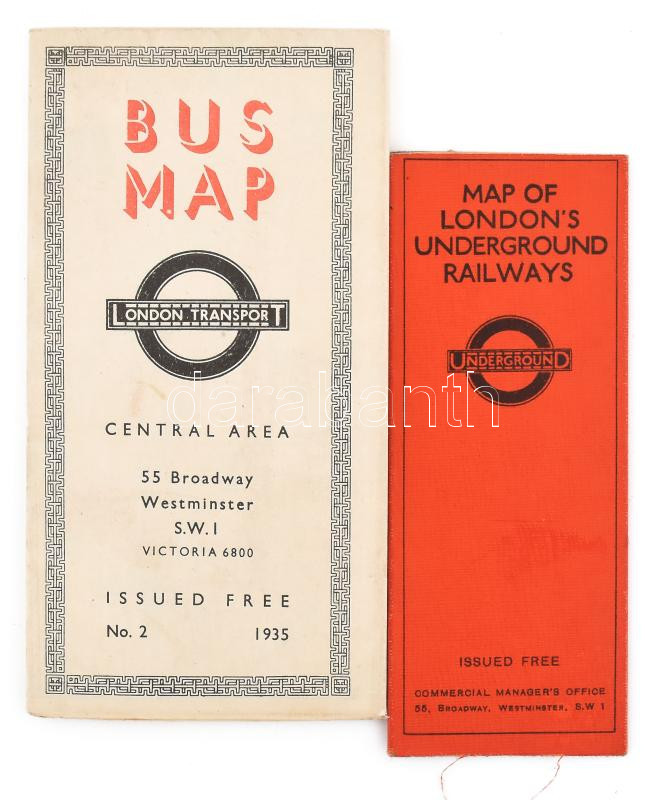 BUS
MAP
LONDON TRANSPORT
CENTRAL AREA
55 Broadway
Westminster
S.W.1
VICTORIA 6800
ISSUED FREE
No. 2 1935
MAP OF
LONDON'S
UNDERGROUND
RAILWAYS
UNDERGROUND
ISSUED FREE
COMMERCIAL MANAGER'S OFFICE
55, BROADWAY, WESTMINSTER, S.W 1
darabanth